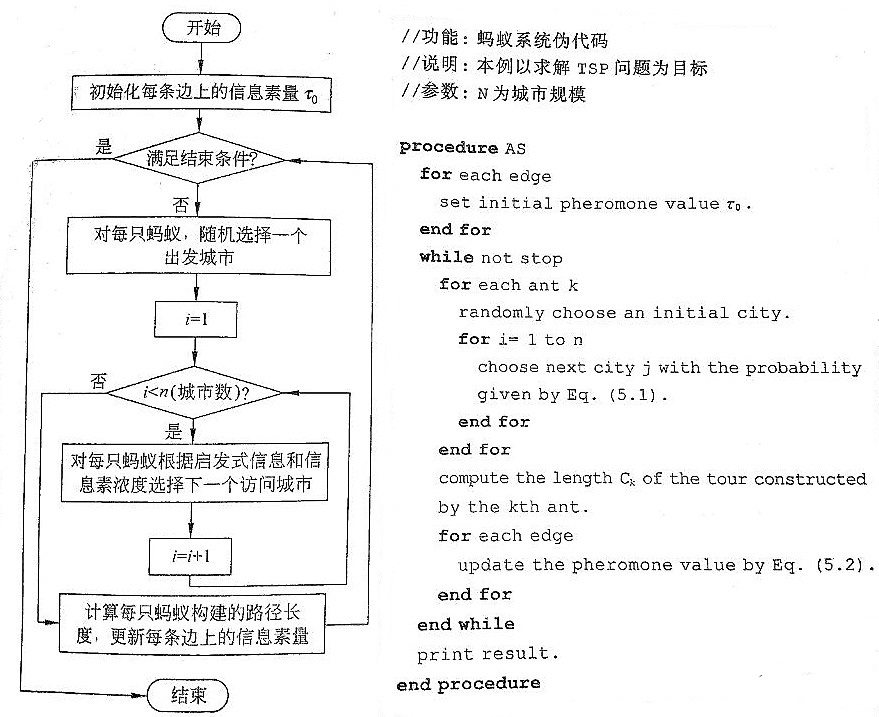 开始
初始化每条边上的信息素量 τ₀
是
满足结束条件?
否
对每只蚂蚁，随机选择一个
出发城市
i=1
否
i<n(城市数)?
是
对每只蚂蚁根据启发式信息和信
息素浓度选择下一个访问城市
i=i+1
计算每只蚂蚁构建的路径长
度，更新每条边上的信息素量
结束
//功能: 蚂蚁系统伪代码
//说明: 本例以求解 TSP 问题为目标
//参数: N 为城市规模
procedure AS
for each edge
set initial pheromone value τ₀.
end for
while not stop
for each ant k
randomly choose an initial city.
for i= 1 to n
choose next city j with the probability
given by Eq. (5.1).
end for
end for
compute the length Cₖ of the tour constructed
by the kth ant.
for each edge
update the pheromone value by Eq. (5.2).
end for
end while
print result.
end procedure